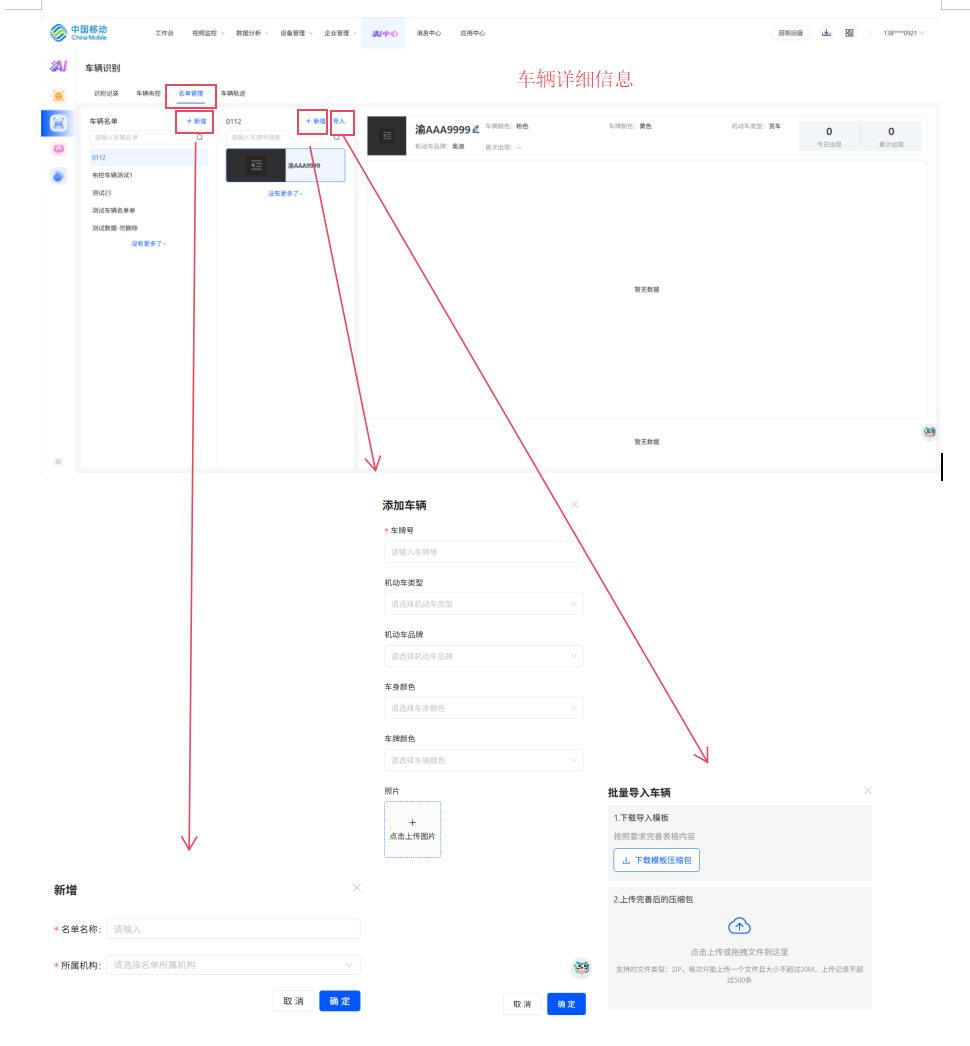 中国移动
China Mobile
工作台 视频监控 数据分析 设备管理 企业管理 AI中心 消息中心 应用中心 回到旧版 138****0921
AI
车辆识别
车辆详细信息
识别记录 车辆布控 名单管理 车辆轨迹
车辆名单 + 新增
请输入车辆名单
0112
布控车辆测试1
测试23
测试车辆名单单
测试数据-勿删除
没有更多了~
0112 + 新增 导入
请输入车牌号搜索
渝AAA9999
没有更多了~
渝AAA9999 车辆颜色: 粉色 车牌颜色: 黄色 机动车类型: 货车
机动车品牌: 奥迪 首次出现: --
0 0
今日出现 累计出现
暂无数据
暂无数据
添加车辆
* 车牌号
请输入车牌号
机动车类型
请选择机动车类型
机动车品牌
请选择机动车品牌
车身颜色
请选择车身颜色
车牌颜色
请选择车牌颜色
照片
+
点击上传图片
取消 确定
批量导入车辆
1.下载导入模板
按照要求完善表格内容
下载模板压缩包
2.上传完善后的压缩包
点击上传或拖拽文件到这里
支持的文件类型: ZIP, 每次只能上传一个文件且大小不超过20M, 上传记录不超
过500条
新增
* 名单名称: 请输入
* 所属机构: 请选择名单所属机构
取消 确定